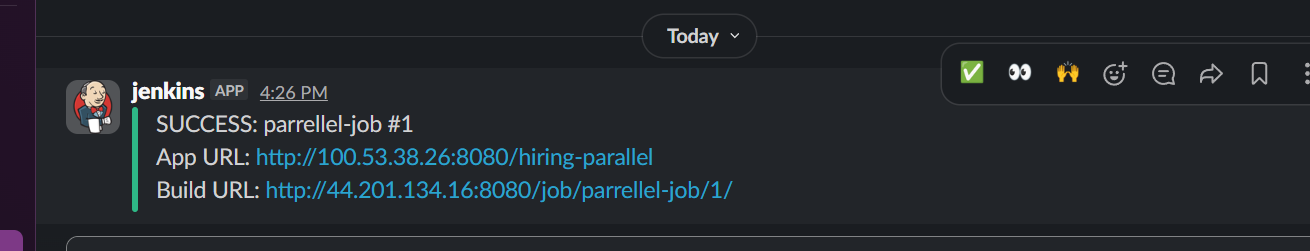 Today
jenkins APP 4:26 PM
SUCCESS: parrellel-job #1
App URL: http://100.53.38.26:8080/hiring-parallel
Build URL: http://44.201.134.16:8080/job/parrellel-job/1/